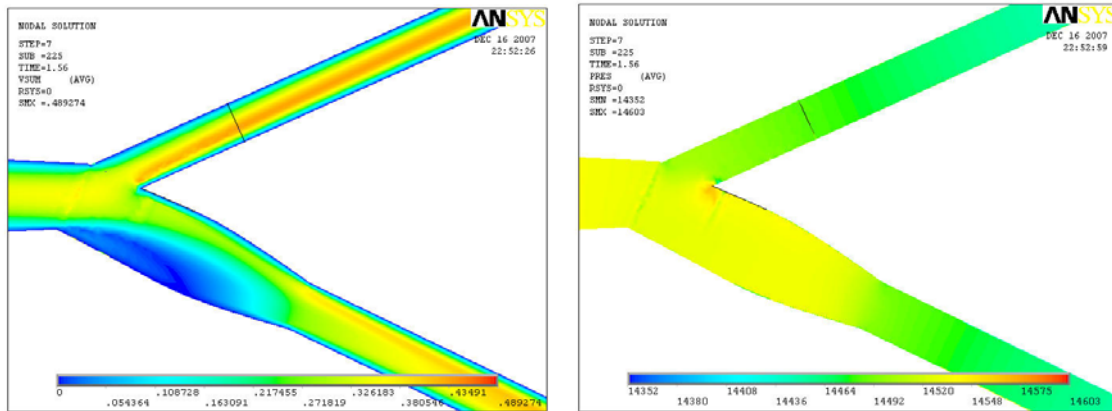 NODAL SOLUTION
STEP=7
SUB =225
TIME=1.56
VSUM (AVG)
RSYS=0
SMX =.489274
ANSYS
DEC 16 2007
22:52:26
0 .108728 .217455 .326183 .43491
.054364 .163091 .271819 .380546 .489274
NODAL SOLUTION
STEP=7
SUB =225
TIME=1.56
PRES (AVG)
RSYS=0
SMN =14352
SMX =14603
ANSYS
DEC 16 2007
22:52:59
14352 14408 14464 14520 14575
14380 14436 14492 14548 14603